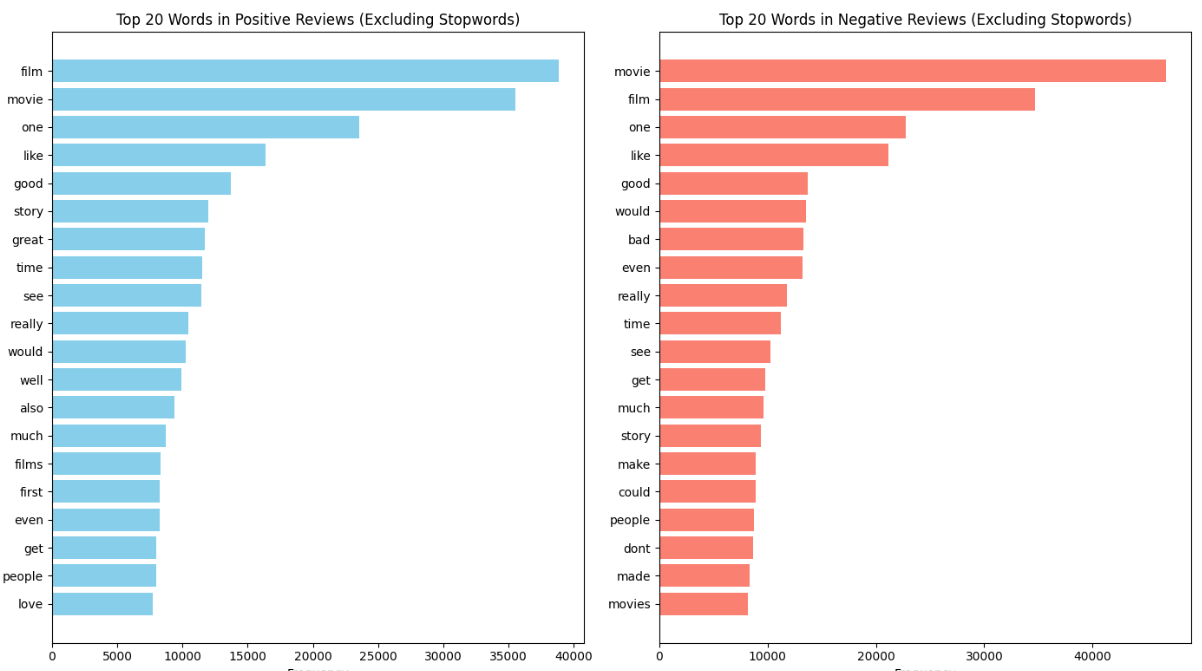 Top 20 Words in Positive Reviews (Excluding Stopwords)
film
movie
one
like
good
story
great
time
see
really
would
well
also
much
films
first
even
get
people
love
0 5000 10000 15000 20000 25000 30000 35000 40000
Top 20 Words in Negative Reviews (Excluding Stopwords)
movie
film
one
like
good
would
bad
even
really
time
see
get
much
story
make
could
people
dont
made
movies
0 10000 20000 30000 40000